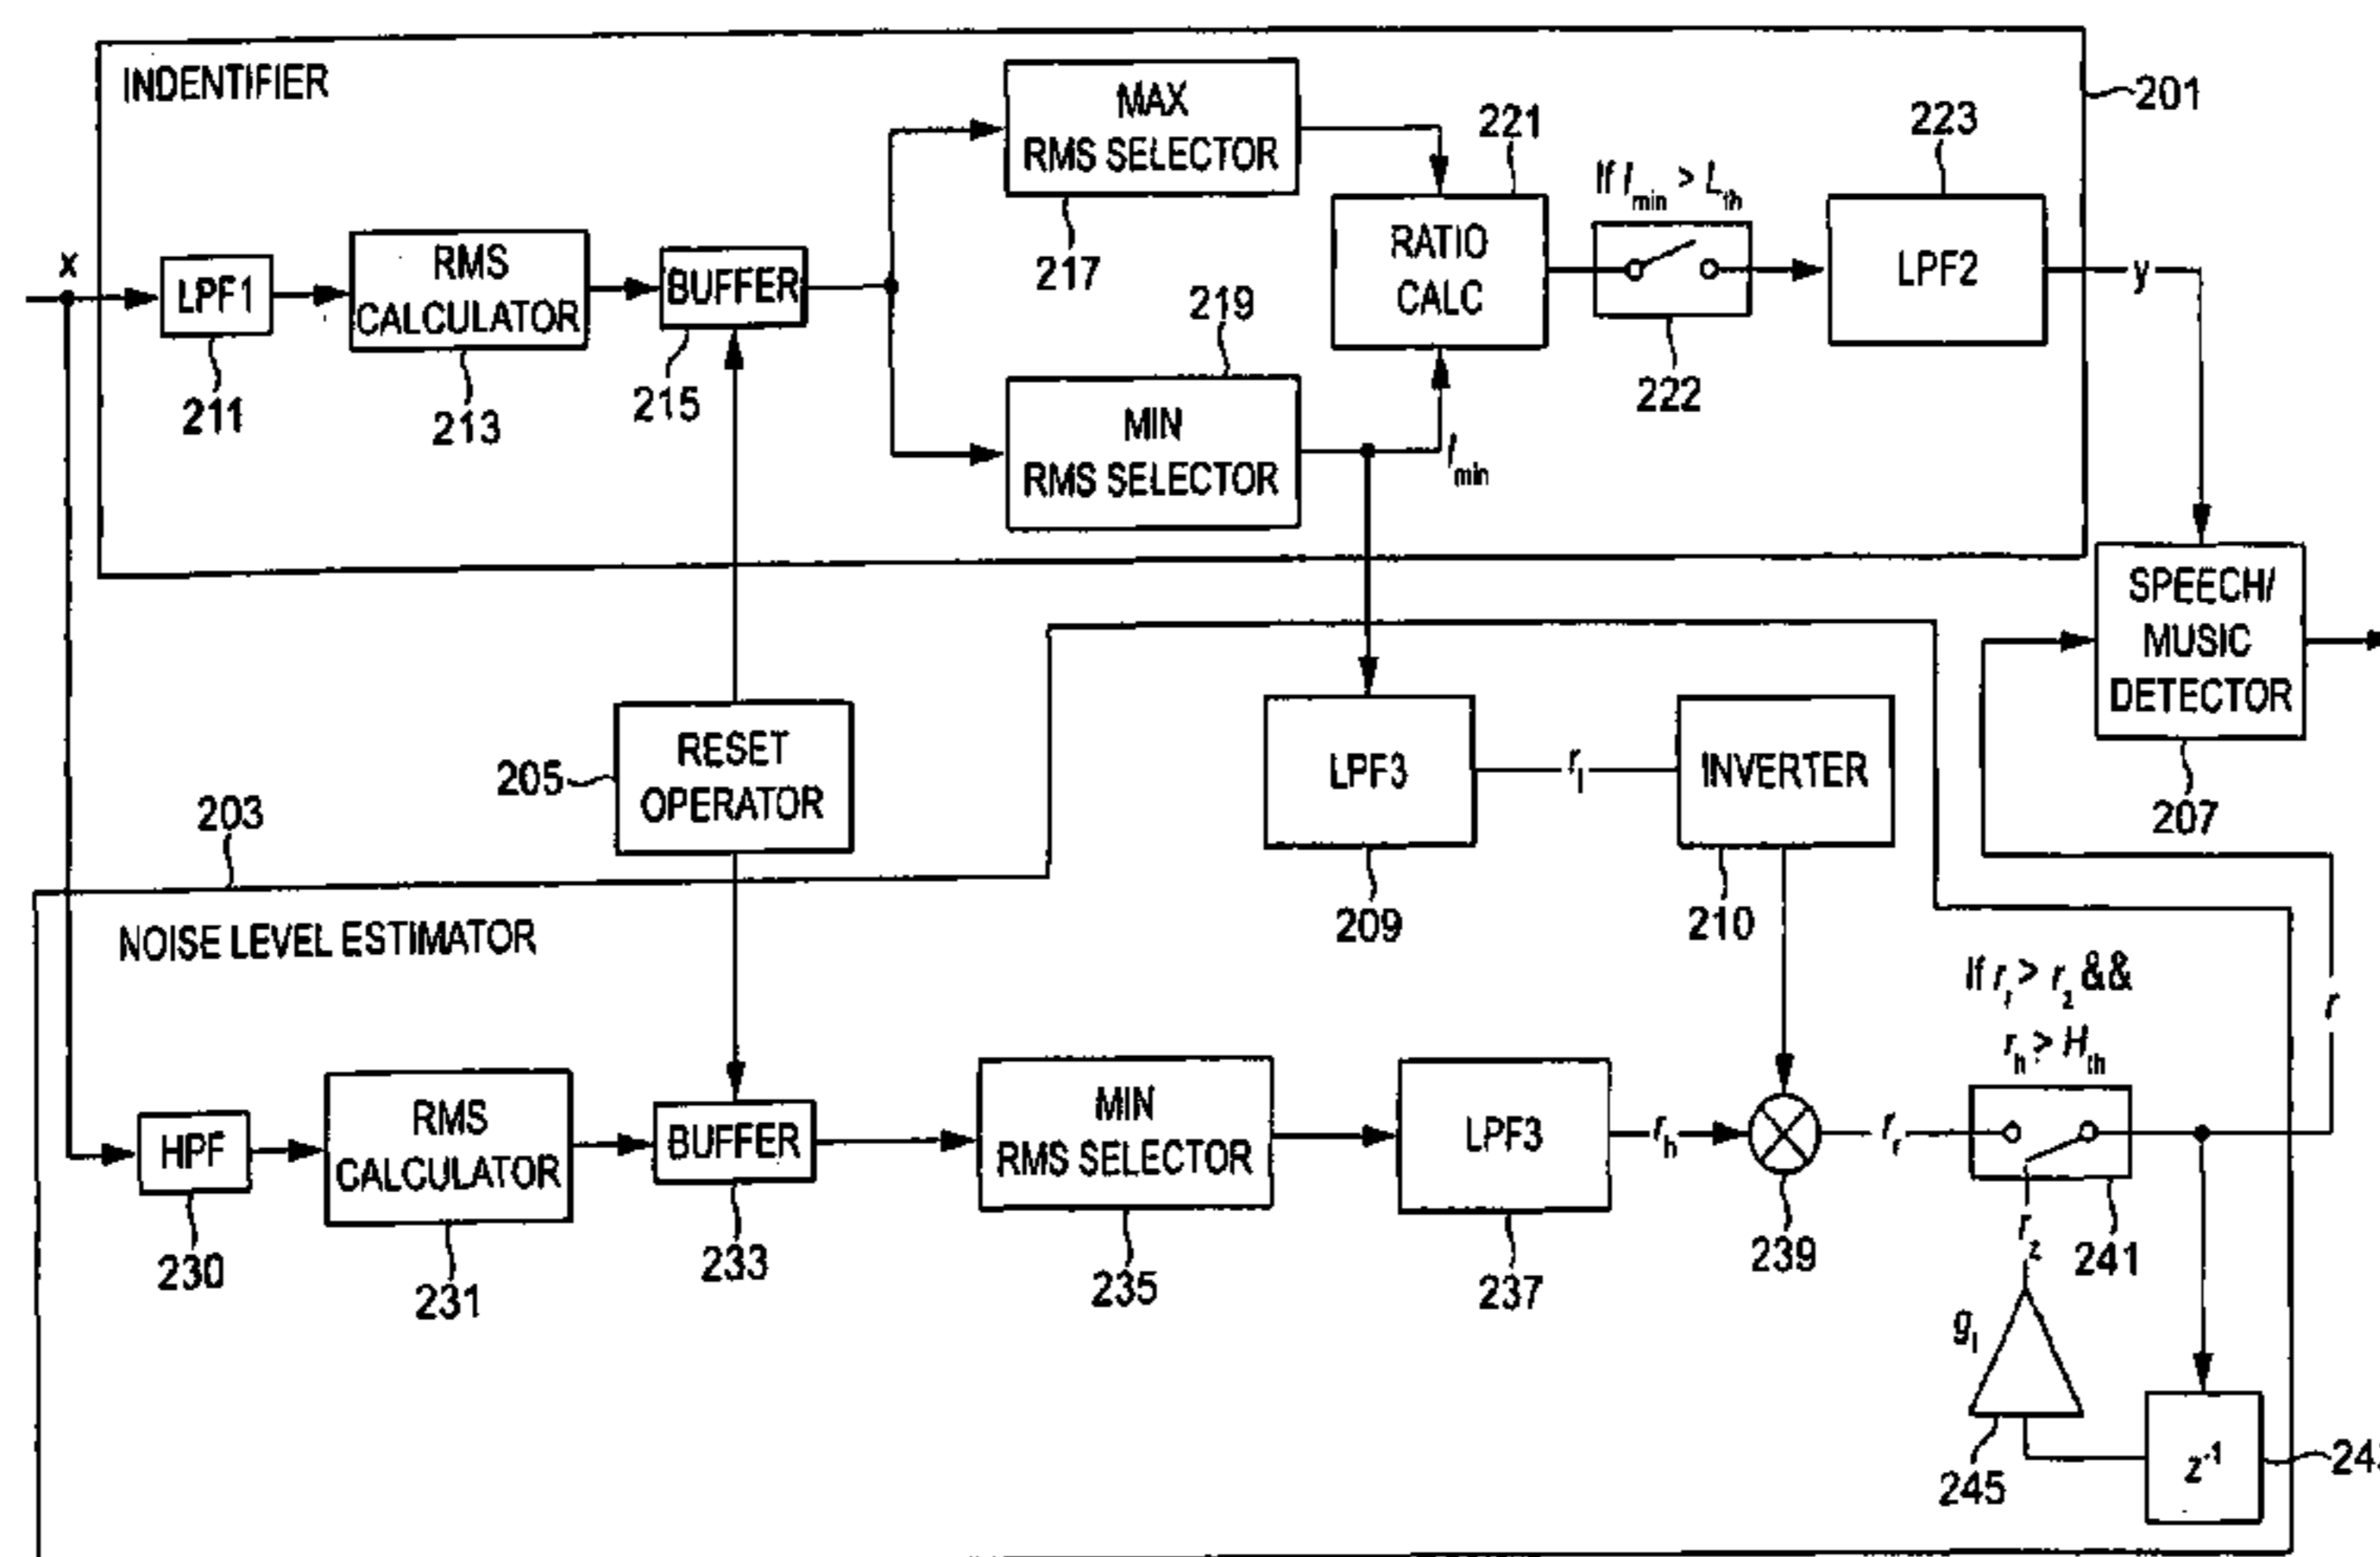 INDENTIFIER
201
x
LPF1
211
RMS
CALCULATOR
213
BUFFER
215
MAX
RMS SELECTOR
217
219
MIN
RMS SELECTOR
l_min
221
RATIO
CALC
If l_min > L_th
222
223
LPF2
y
SPEECH/
MUSIC
DETECTOR
207
205
RESET
OPERATOR
LPF3
209
r_l
INVERTER
210
203
NOISE LEVEL ESTIMATOR
HPF
230
RMS
CALCULATOR
231
BUFFER
233
MIN
RMS SELECTOR
235
LPF3
237
r_h
239
r_r
If r_r > r_z &&
r_h > H_th
241
r
r_z
g_l
245
z⁻¹